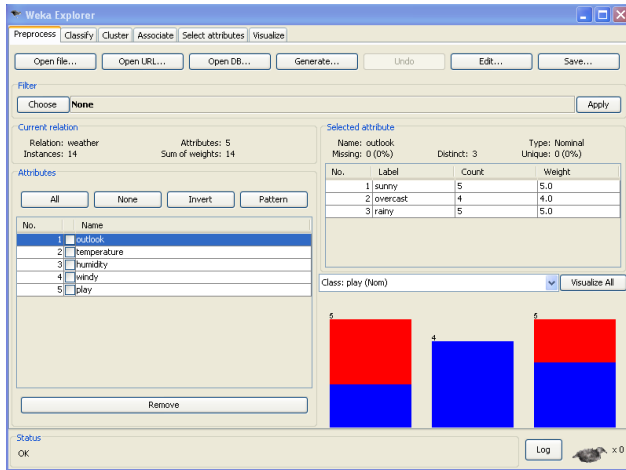 Weka Explorer
Preprocess Classify Cluster Associate Select attributes Visualize
Open file... Open URL... Open DB... Generate... Undo Edit... Save...
Filter
Choose None Apply
Current relation
Relation: weather Attributes: 5
Instances: 14 Sum of weights: 14
Attributes
All None Invert Pattern
No. Name
1 outlook
2 temperature
3 humidity
4 windy
5 play
Remove
Selected attribute
Name: outlook Type: Nominal
Missing: 0 (0%) Distinct: 3 Unique: 0 (0%)
No. Label Count Weight
1 sunny 5 5.0
2 overcast 4 4.0
3 rainy 5 5.0
Class: play (Nom) Visualize All
5 4 5
Status
OK
Log x 0